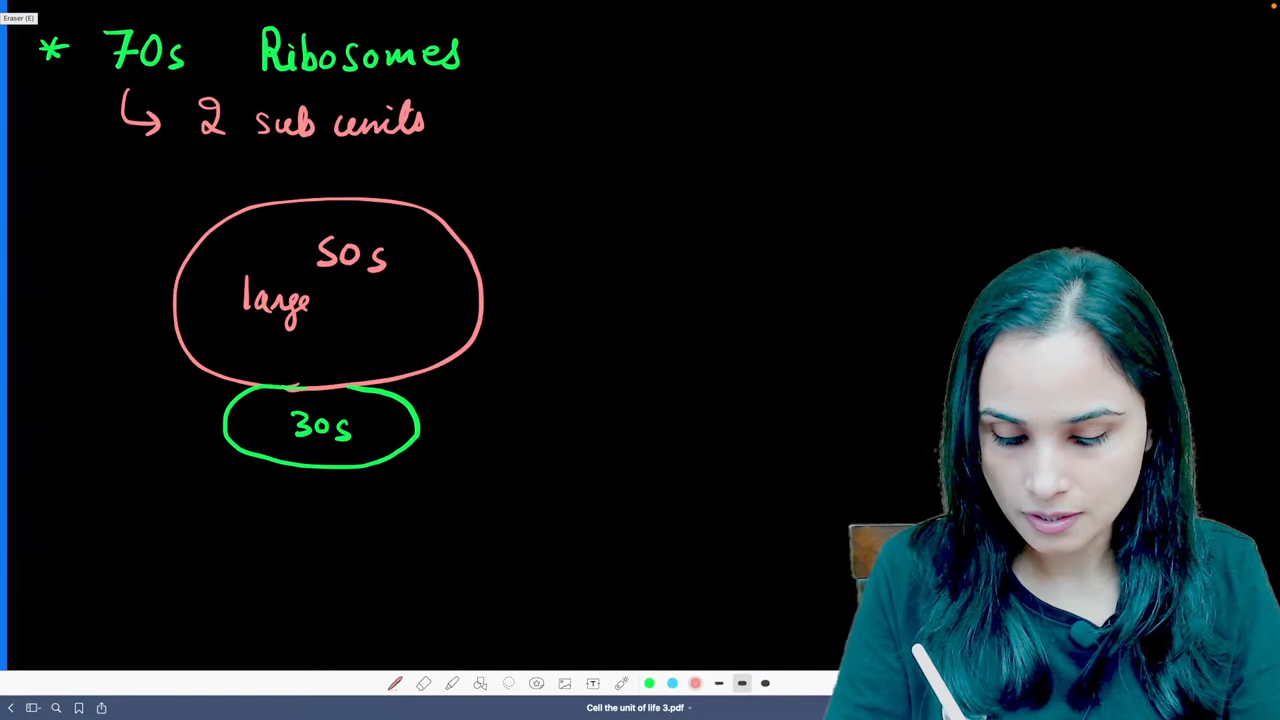 Eraser (E)
* 70s Ribosomes
↳ 2 sub units
50s
large
30s
Cell the unit of life 3.pdf